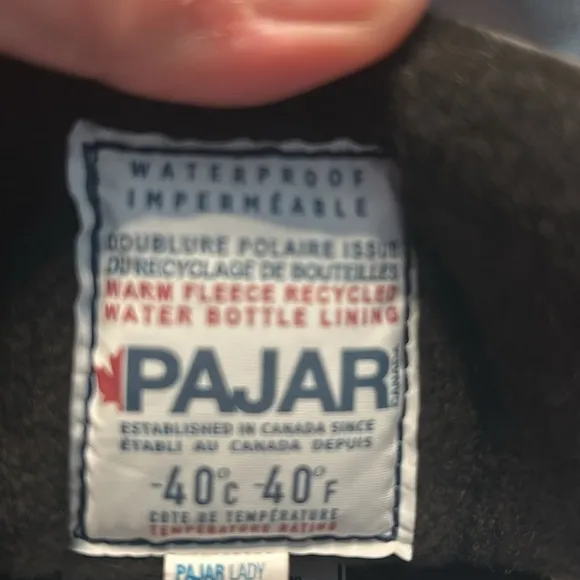 WATERPROOF
IMPERMÉABLE
DOUBLURE POLAIRE ISSUE
DU RECYCLAGE DE BOUTEILLES
WARM FLEECE RECYCLED
WATER BOTTLE LINING
PAJAR CANADA
ESTABLISHED IN CANADA SINCE
ÉTABLI AU CANADA DEPUIS
-40°C -40°F
COTE DE TEMPÉRATURE
TEMPERATURE RATING
PAJAR LADY